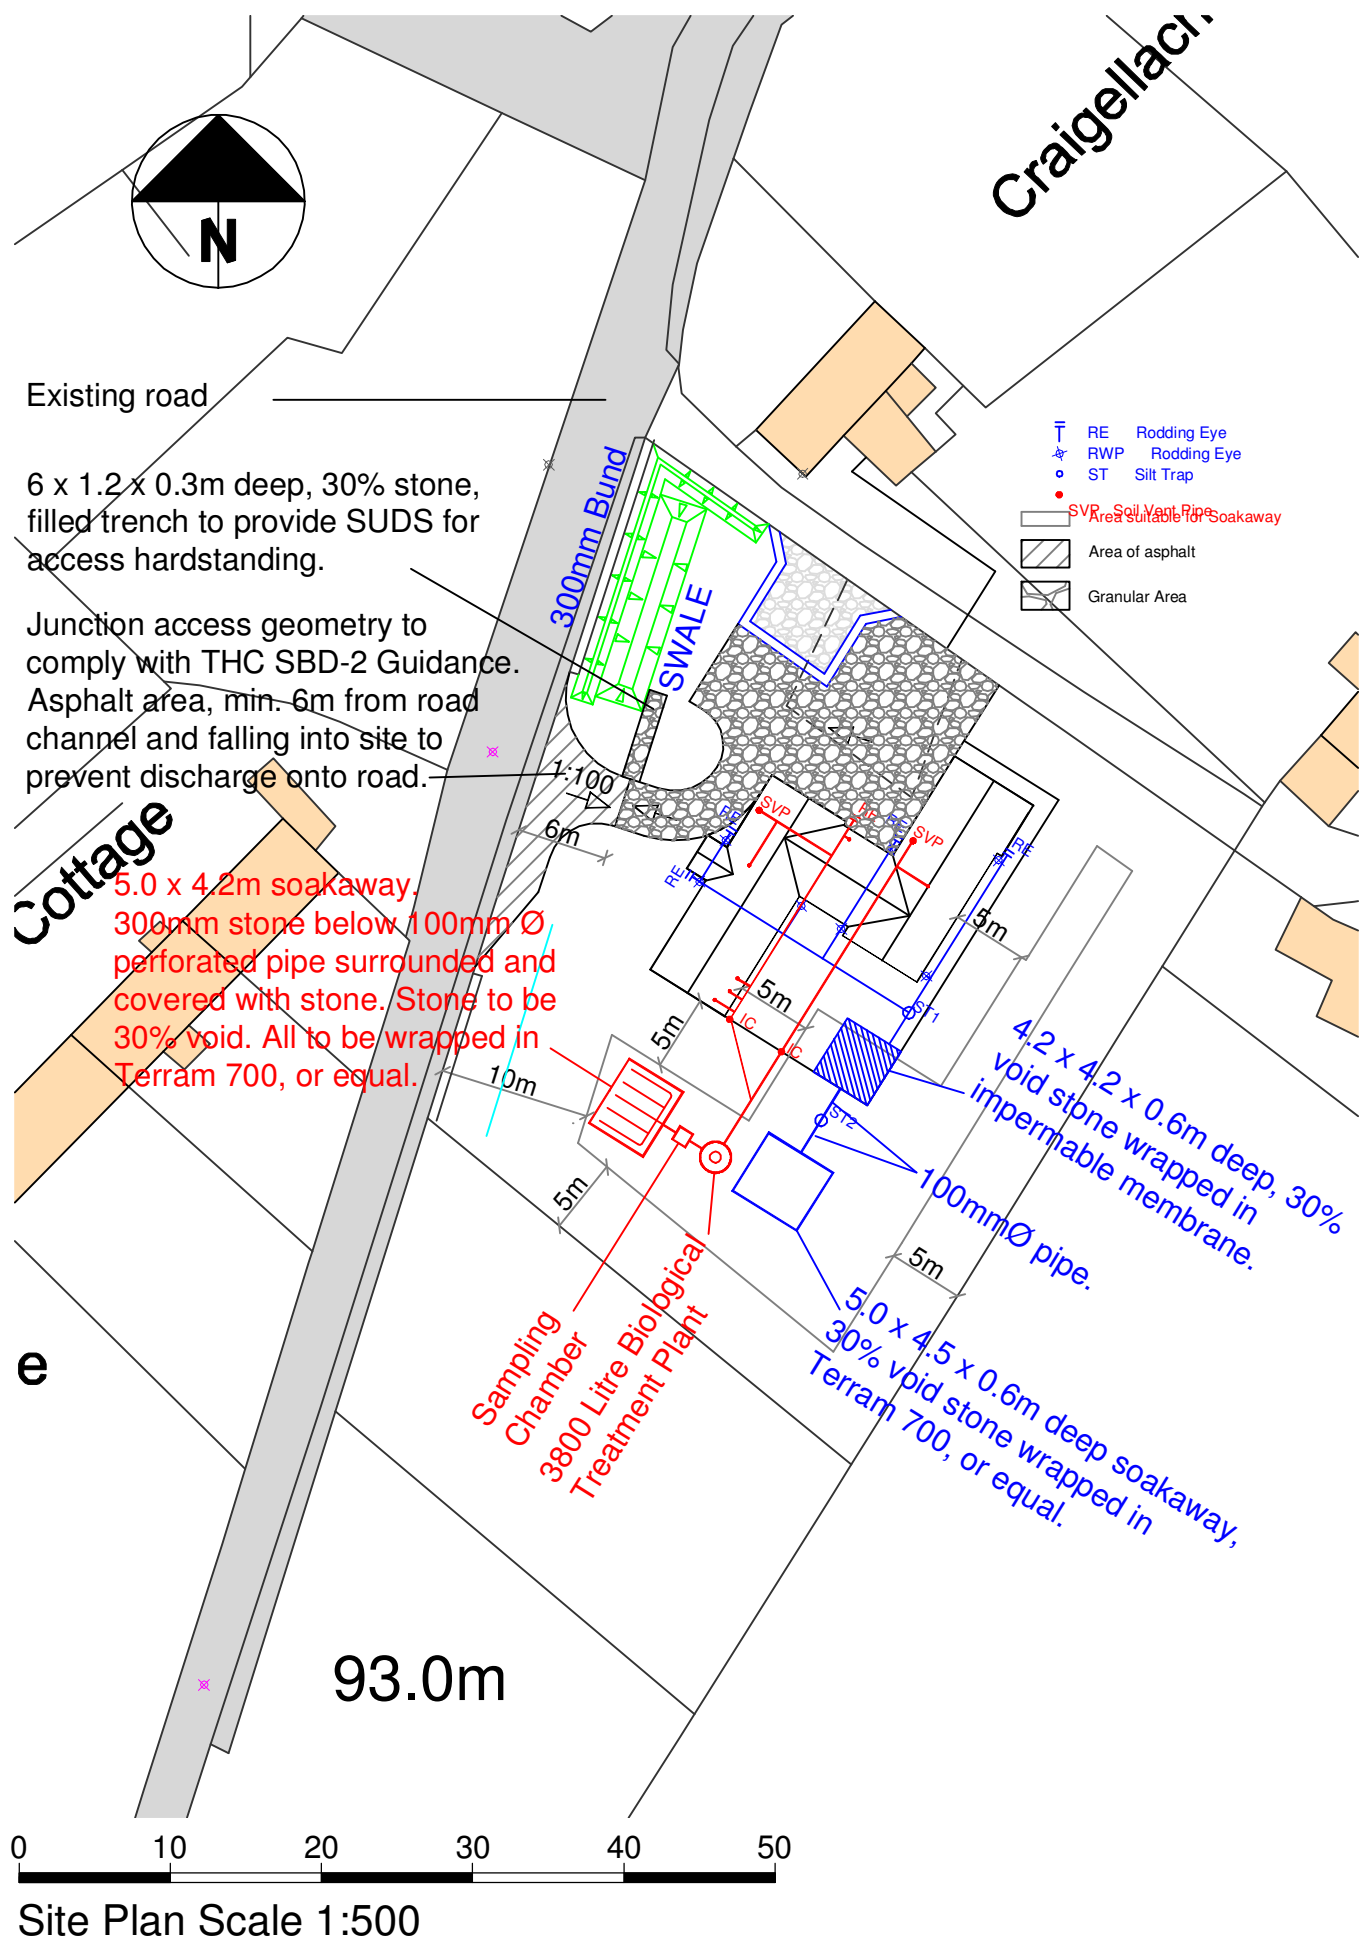 Craigellach
N
Existing road
6 x 1.2 x 0.3m deep, 30% stone,
filled trench to provide SUDS for
access hardstanding.
Junction access geometry to
comply with THC SBD-2 Guidance.
Asphalt area, min. 6m from road
channel and falling into site to
prevent discharge onto road.
300mm Bund
SWALE
RE Rodding Eye
RWP Rodding Eye
ST Silt Trap
SVP Soil Vent Pipe
Area suitable for Soakaway
Area of asphalt
Granular Area
1:100
6m
Cottage
5.0 x 4.2m soakaway.
300mm stone below 100mm Ø
perforated pipe surrounded and
covered with stone. Stone to be
30% void. All to be wrapped in
Terram 700, or equal.
RE
SVP
RE
RE
SVP
RE
RE
5m
5m
5m
10m
5m
5m
IC
IC
ST1
ST2
4.2 x 4.2 x 0.6m deep, 30%
void stone wrapped in
impermable membrane.
100mmØ pipe.
5.0 x 4.5 x 0.6m deep soakaway,
30% void stone wrapped in
Terram 700, or equal.
Sampling
Chamber
3800 Litre Biological
Treatment Plant
e
93.0m
0 10 20 30 40 50
Site Plan Scale 1:500